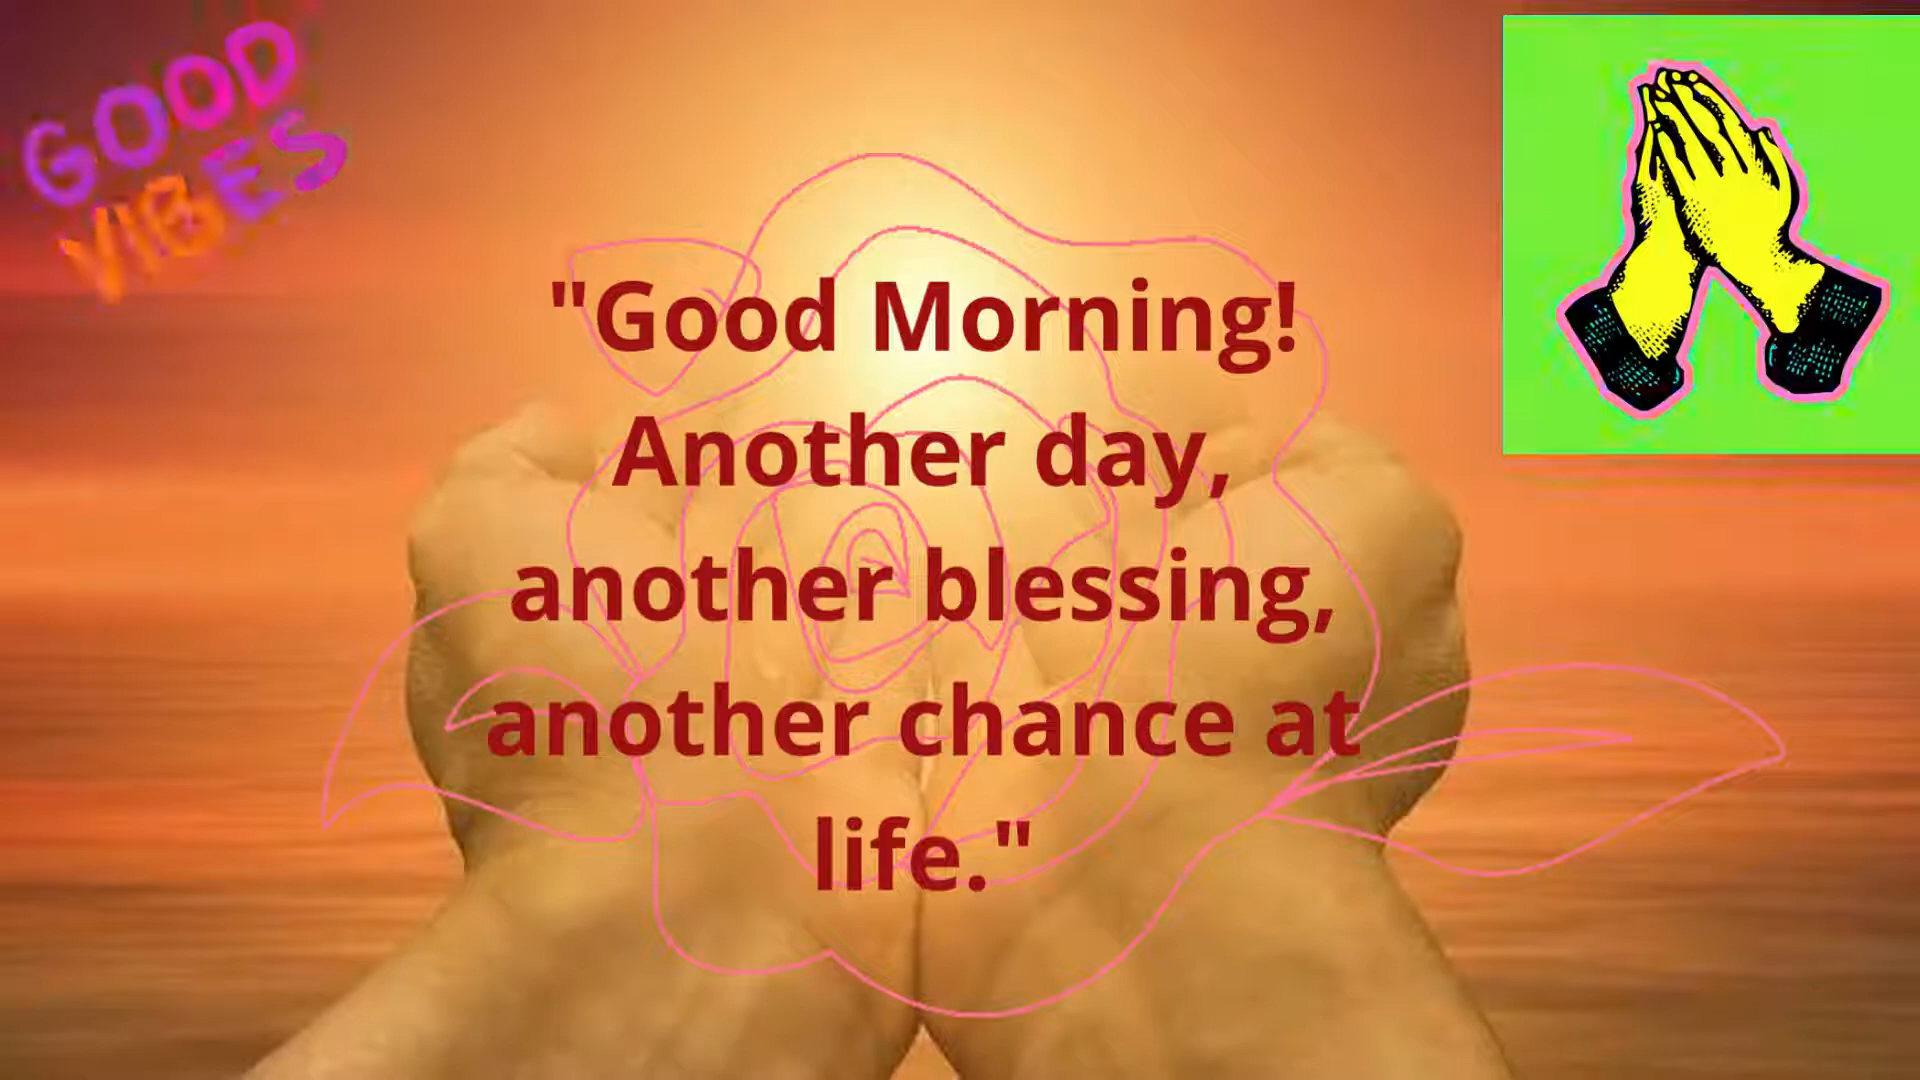 GOOD
VIBES
"Good Morning!
Another day,
another blessing,
another chance at
life."